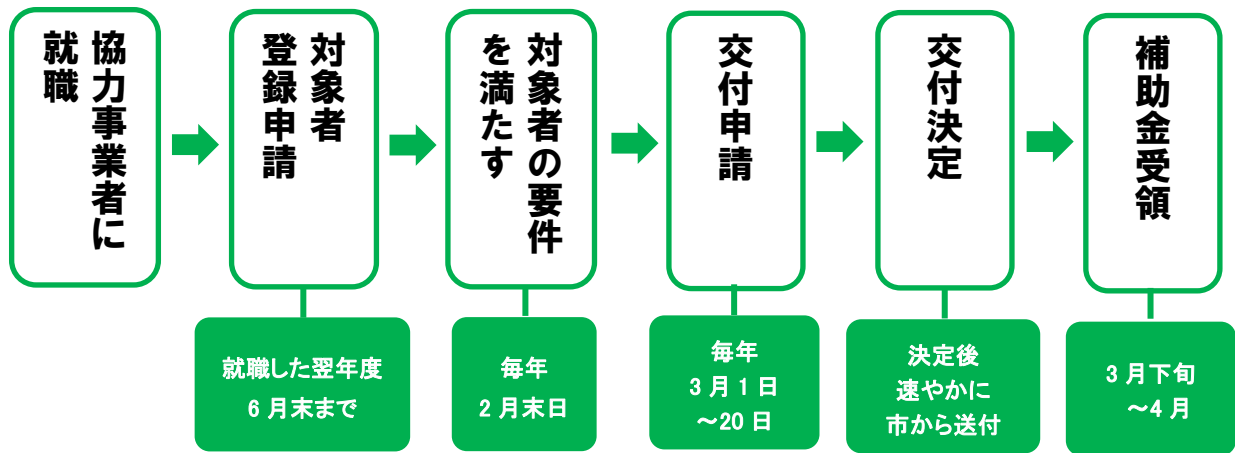 協力事業者に
就職
対象者
登録申請
対象者の要件
を満たす
交付申請
交付決定
補助金受領
就職した翌年度
6月末まで
毎年
2月末日
毎年
3月1日
～20日
決定後
速やかに
市から送付
3月下旬
～4月